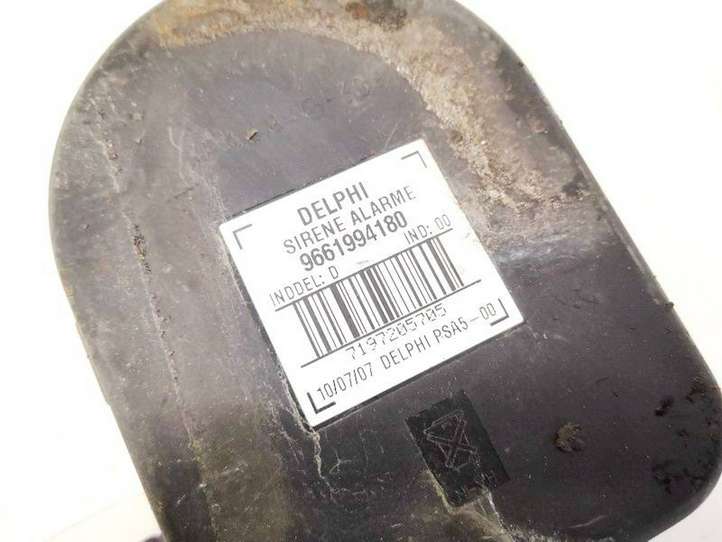 DELPHI
SIRENE ALARME
9661994180
INDDEL: D IND: 00
7197205705
10/07/07 DELPHI PSA5-00